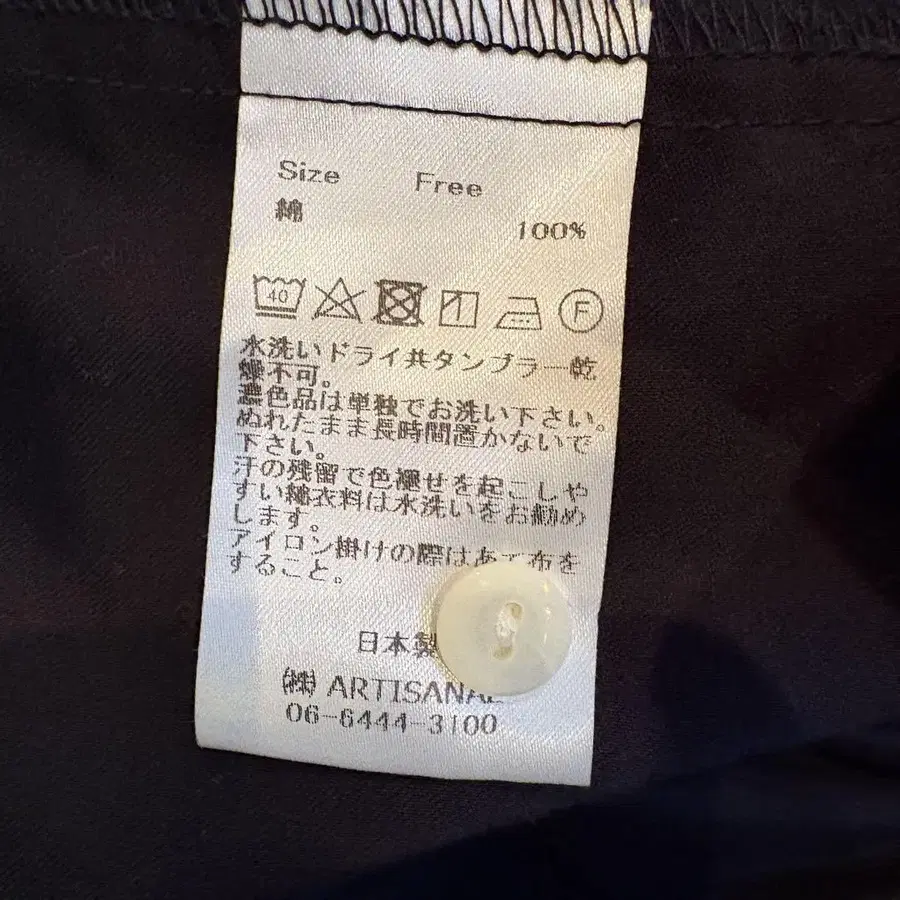 Size Free
綿 100%
40 F
水洗いドライ共タンブラー乾
燥不可。
濃色品は単独でお洗い下さい。
ぬれたまま長時間置かないで
下さい。
汗の残留で色褪せを起こしや
すい綿衣料は水洗いをお勧め
します。
アイロン掛けの際はあて布を
すること。
日本製
㈱ ARTISANAL
06-6444-3100